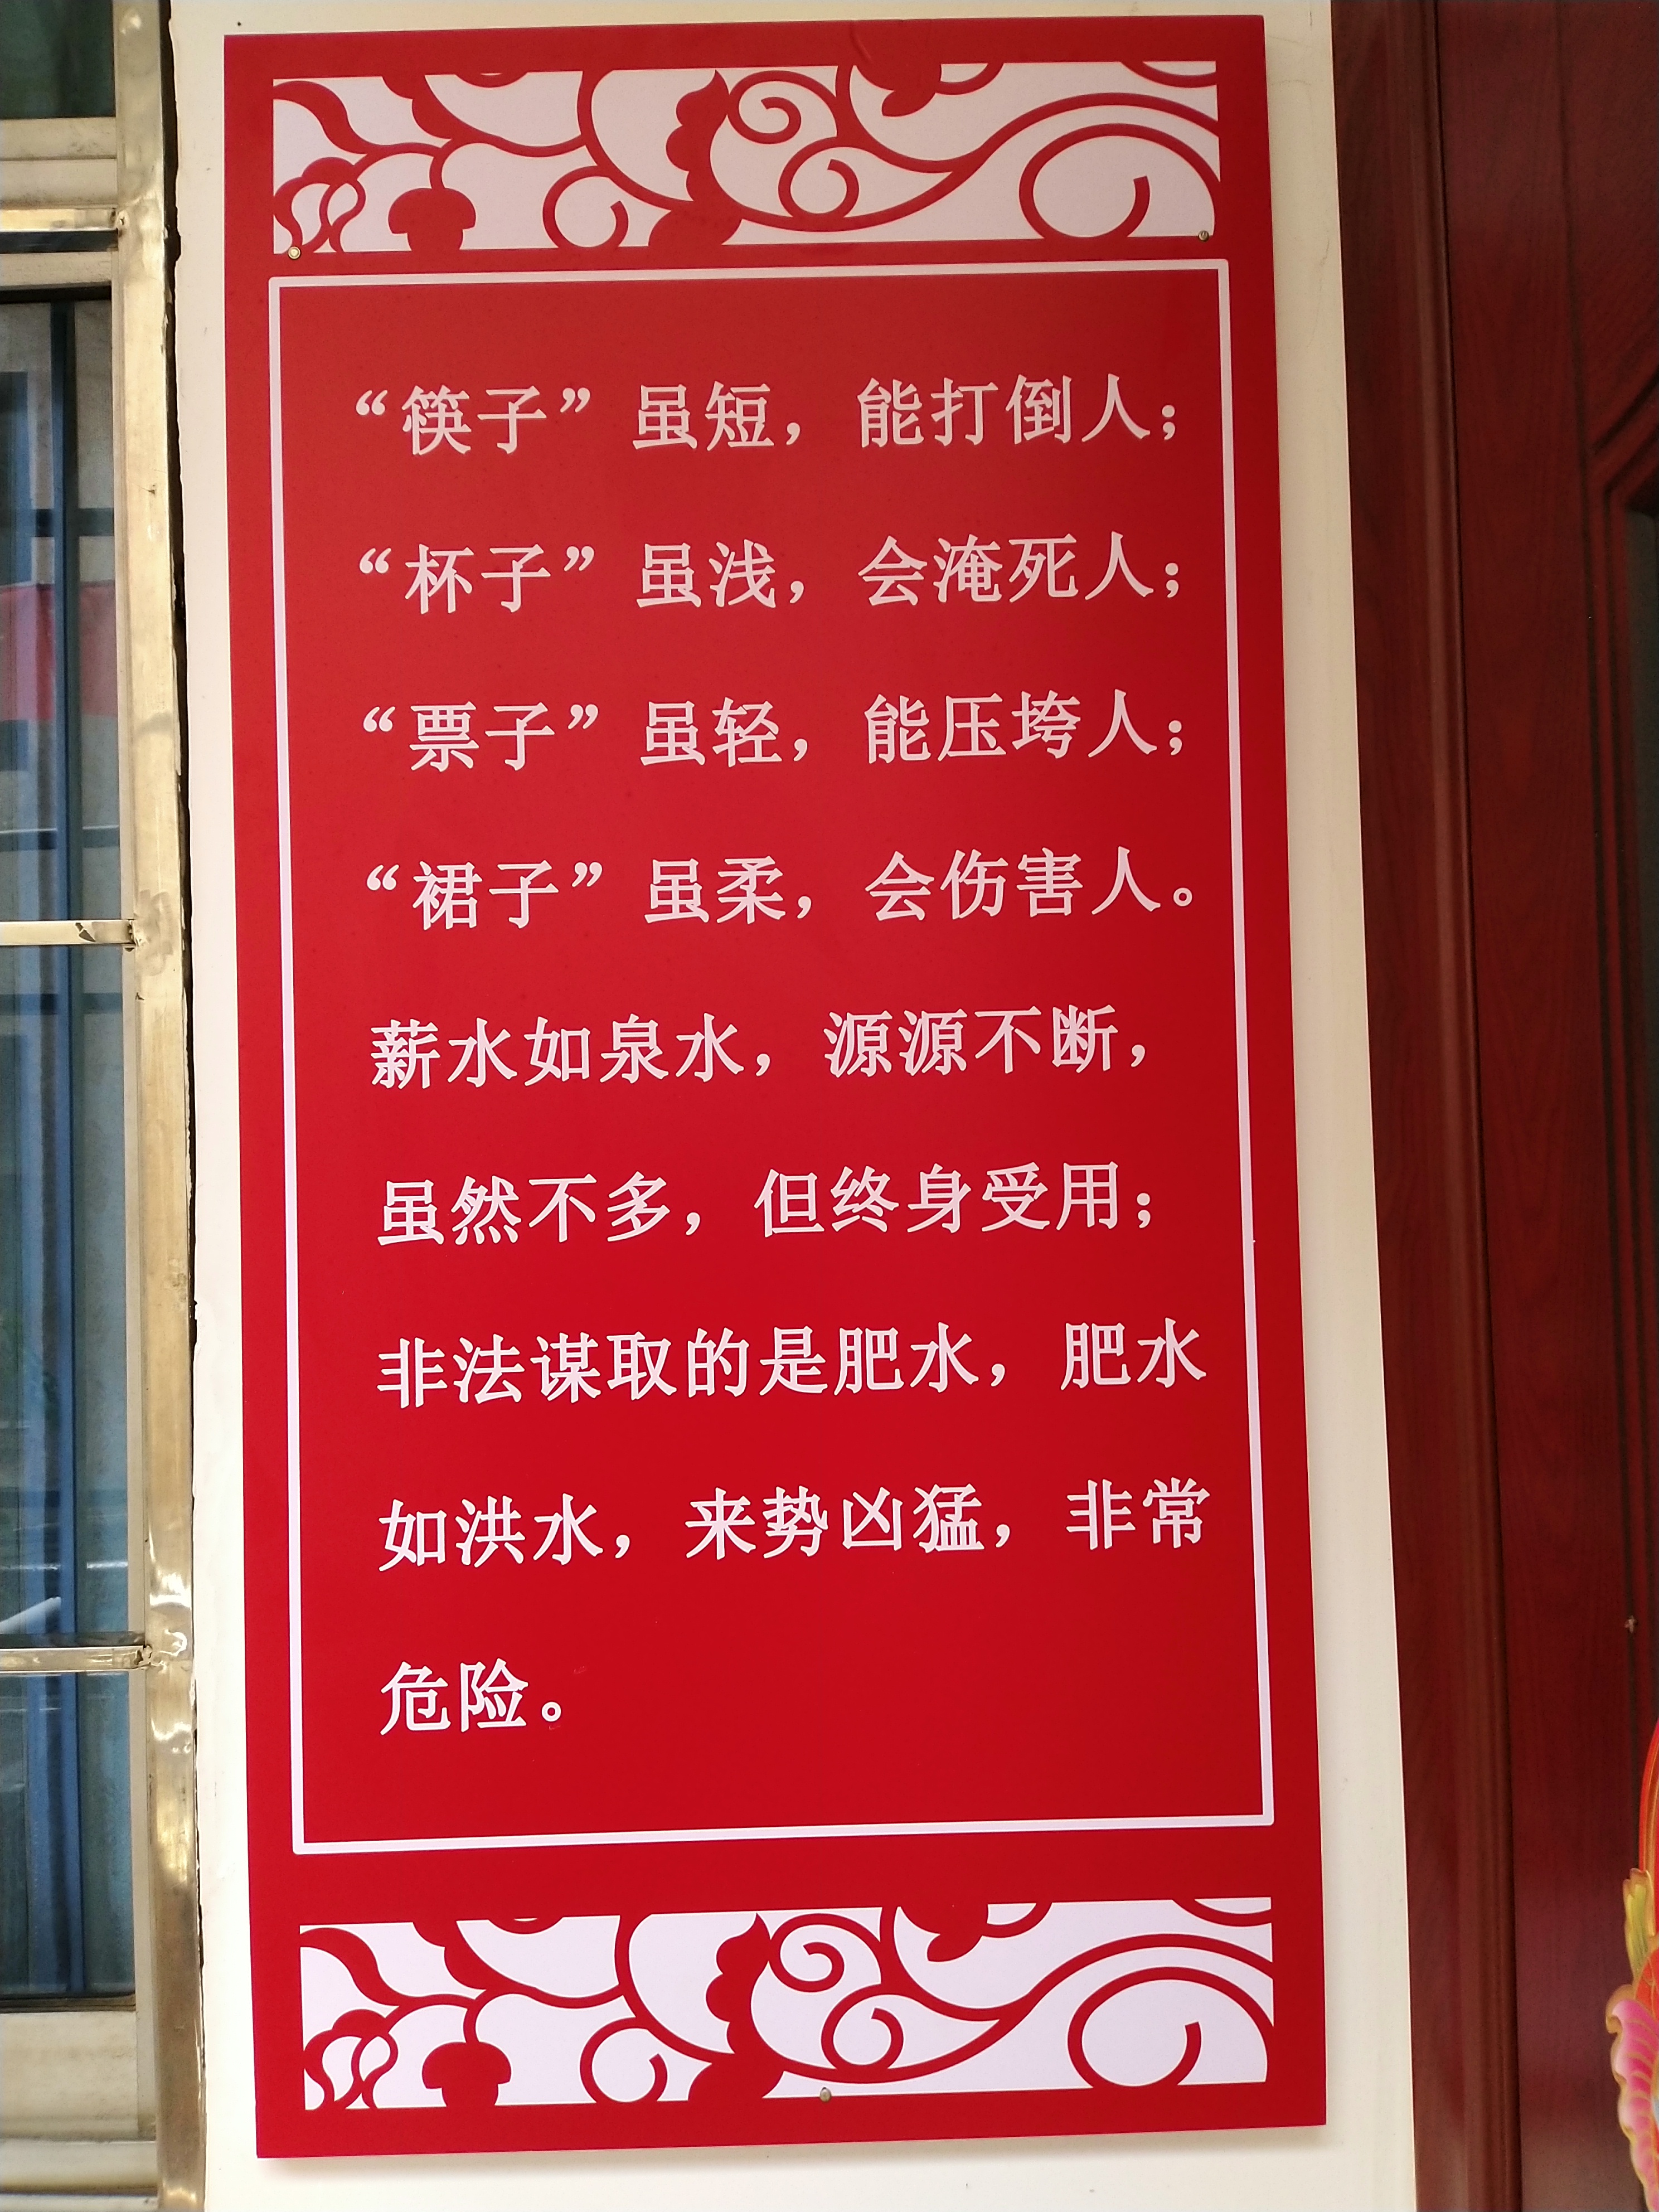 “筷子”虽短，能打倒人；
“杯子”虽浅，会淹死人；
“票子”虽轻，能压垮人；
“裙子”虽柔，会伤害人。
薪水如泉水，源源不断，
虽然不多，但终身受用；
非法谋取的是肥水，肥水
如洪水，来势凶猛，非常
危险。